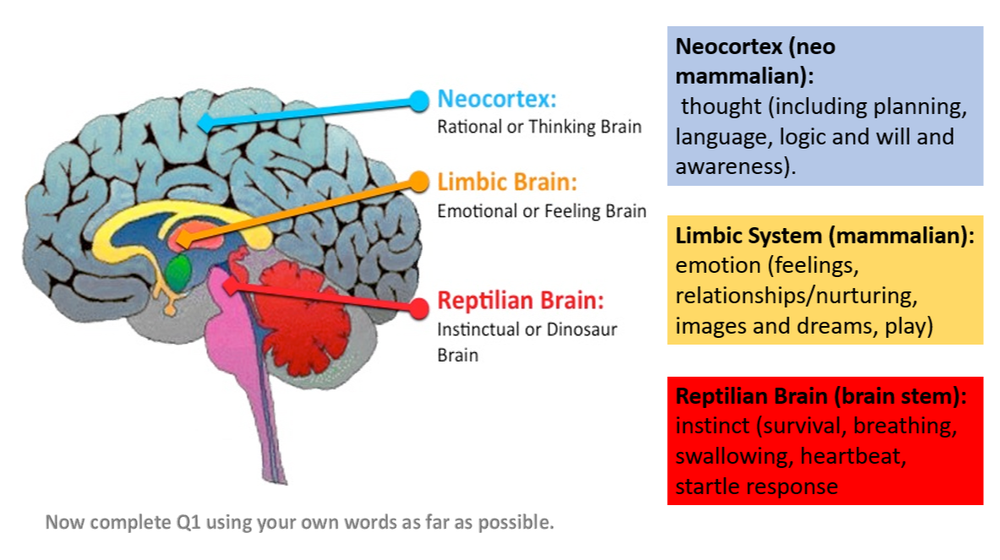 Neocortex:
Rational or Thinking Brain
Limbic Brain:
Emotional or Feeling Brain
Reptilian Brain:
Instinctual or Dinosaur
Brain
Neocortex (neo
mammalian):
thought (including planning,
language, logic and will and
awareness).
Limbic System (mammalian):
emotion (feelings,
relationships/nurturing,
images and dreams, play)
Reptilian Brain (brain stem):
instinct (survival, breathing,
swallowing, heartbeat,
startle response
Now complete Q1 using your own words as far as possible.